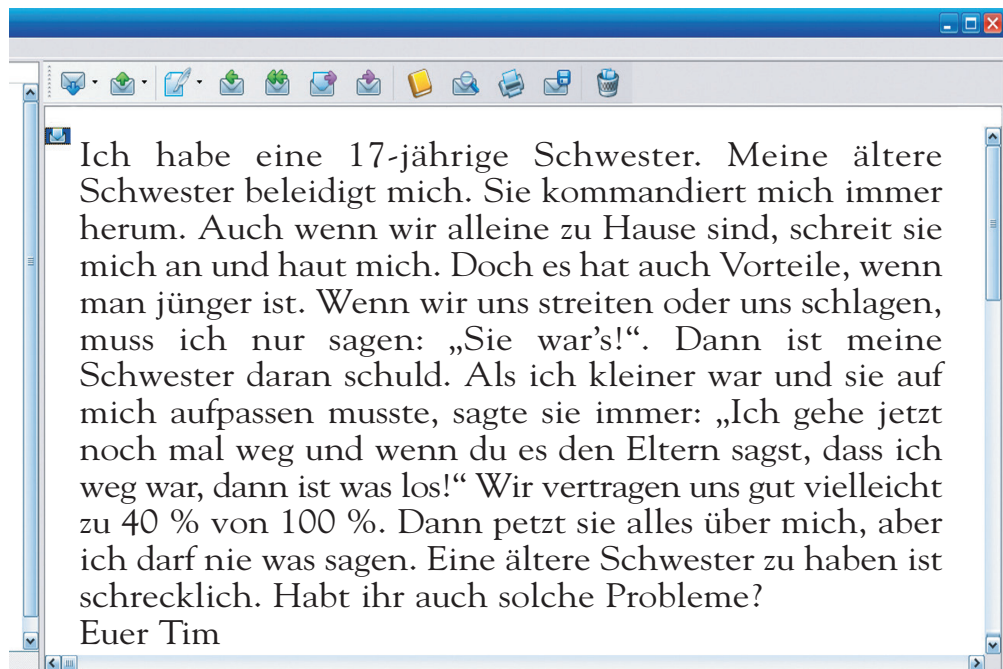 Ich habe eine 17-jährige Schwester. Meine ältere
Schwester beleidigt mich. Sie kommandiert mich immer
herum. Auch wenn wir alleine zu Hause sind, schreit sie
mich an und haut mich. Doch es hat auch Vorteile, wenn
man jünger ist. Wenn wir uns streiten oder uns schlagen,
muss ich nur sagen: „Sie war's!“. Dann ist meine
Schwester daran schuld. Als ich kleiner war und sie auf
mich aufpassen musste, sagte sie immer: „Ich gehe jetzt
noch mal weg und wenn du es den Eltern sagst, dass ich
weg war, dann ist was los!“ Wir vertragen uns gut vielleicht
zu 40 % von 100 %. Dann petzt sie alles über mich, aber
ich darf nie was sagen. Eine ältere Schwester zu haben ist
schrecklich. Habt ihr auch solche Probleme?
Euer Tim